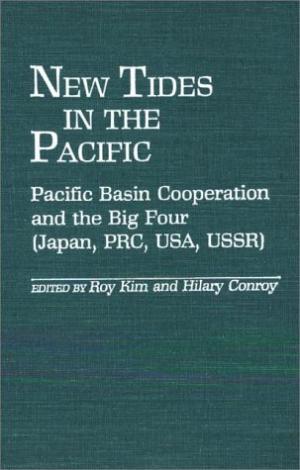 New Tides
in the
Pacific
Pacific Basin Cooperation
and the Big Four
(Japan, PRC, USA, USSR)
EDITED BY Roy Kim and Hilary Conroy